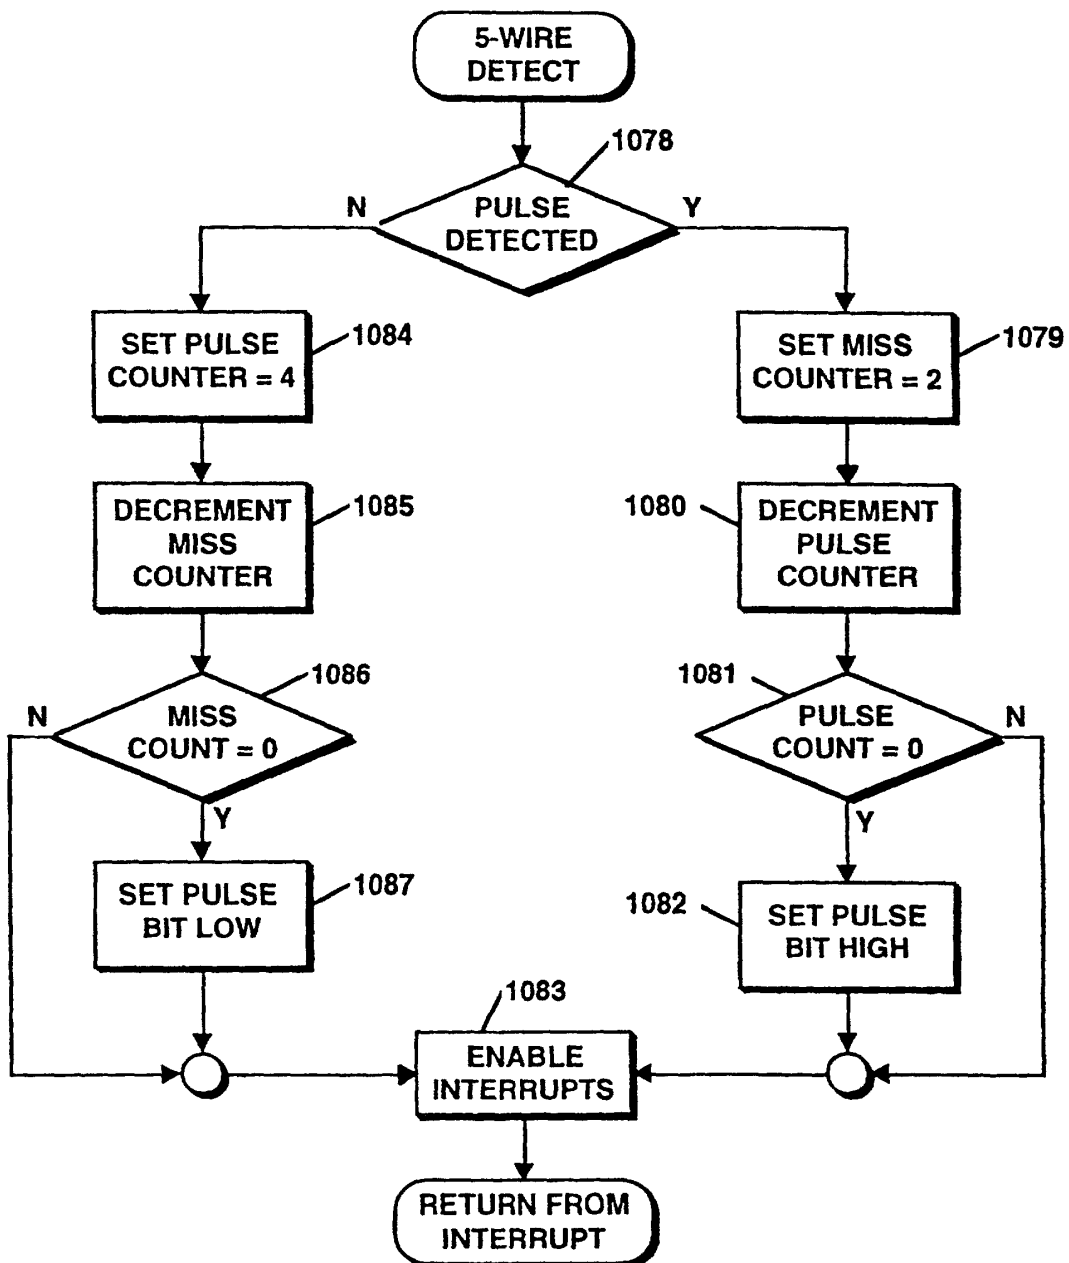 5-WIRE
DETECT
1078
N
PULSE
DETECTED
Y
SET PULSE
COUNTER = 4
1084
SET MISS
COUNTER = 2
1079
DECREMENT
MISS
COUNTER
1085
1080
DECREMENT
PULSE
COUNTER
N
MISS
COUNT = 0
1086
Y
1081
PULSE
COUNT = 0
N
Y
SET PULSE
BIT LOW
1087
1082
SET PULSE
BIT HIGH
1083
ENABLE
INTERRUPTS
RETURN FROM
INTERRUPT